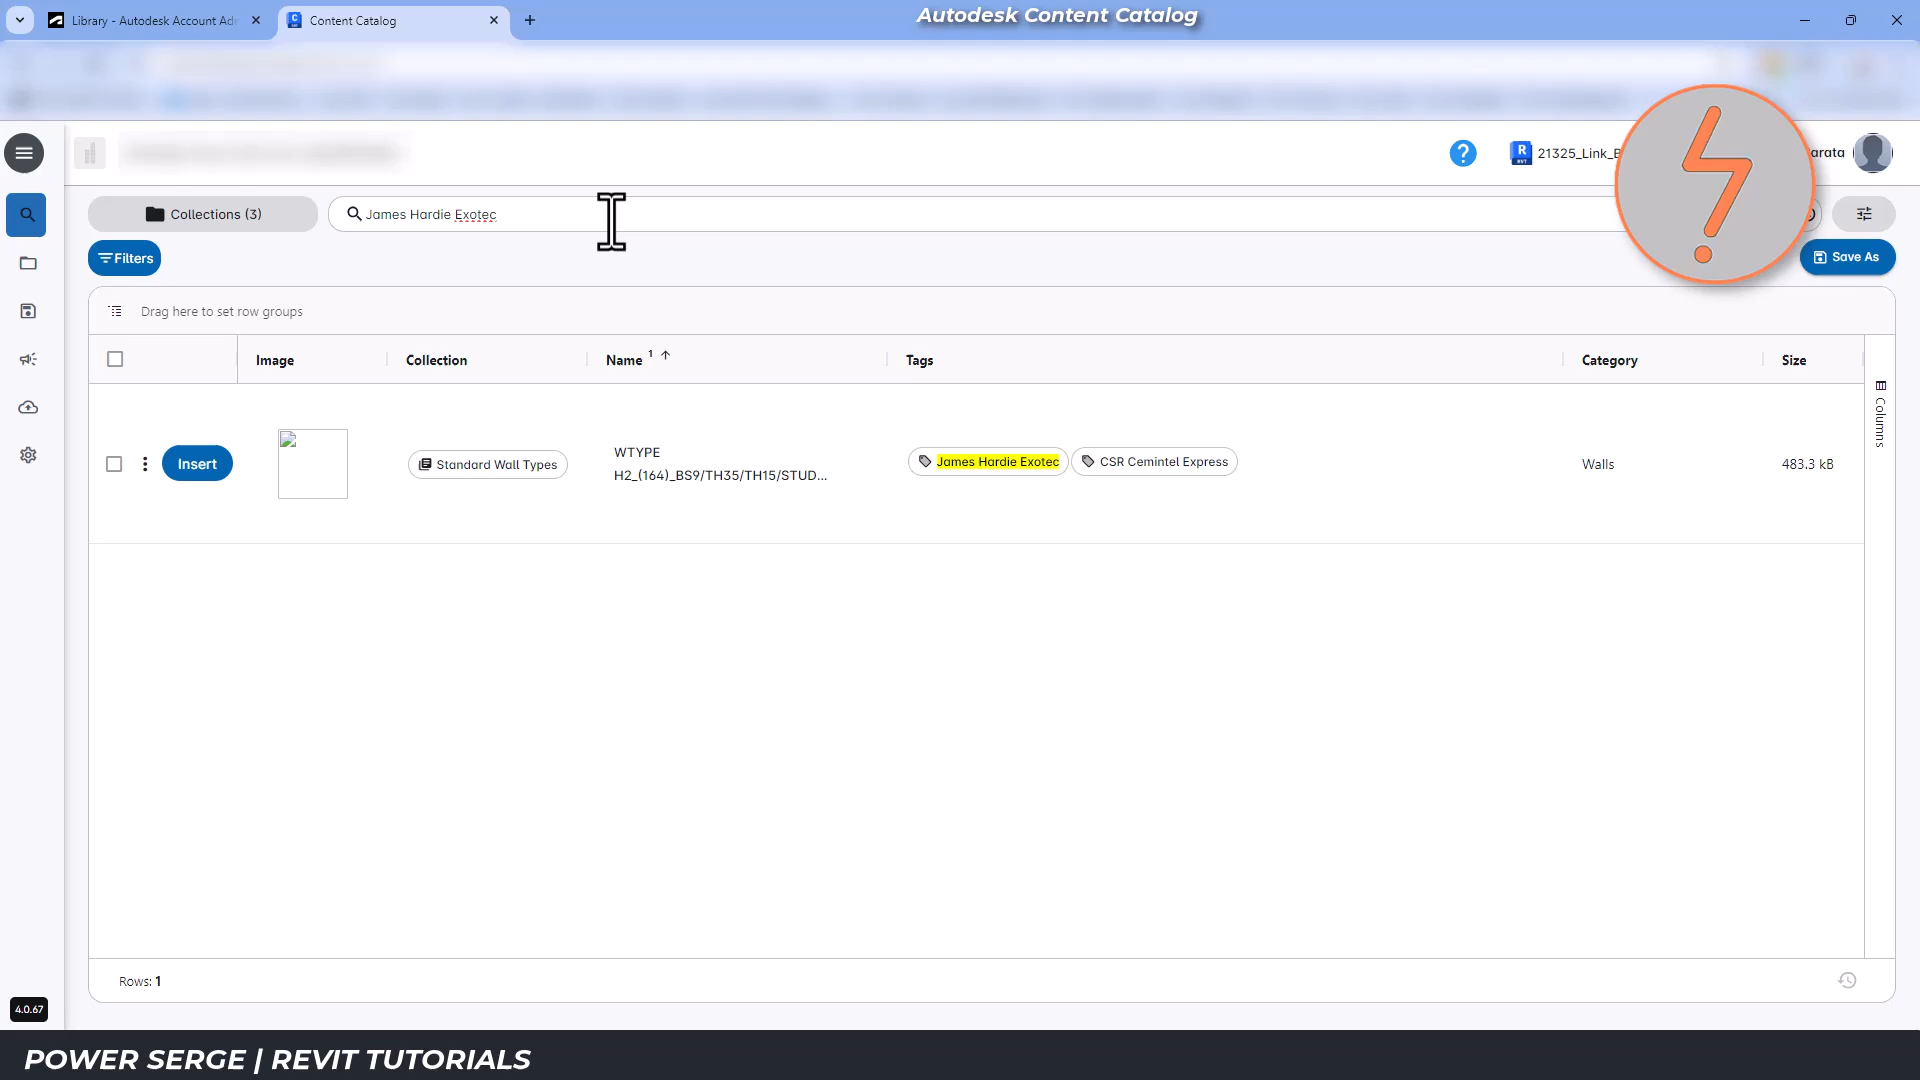 Library - Autodesk Account Ad
Content Catalog
Autodesk Content Catalog
21325_Link_B
arata
Collections (3)
James Hardie Exotec
Filters
Save As
Drag here to set row groups
Image
Collection
Name 1
Tags
Category
Size
Columns
Insert
Standard Wall Types
WTYPE
H2_(164)_BS9/TH35/TH15/STUD...
James Hardie Exotec
CSR Cemintel Express
Walls
483.3 kB
Rows: 1
4.0.67
POWER SERGE | REVIT TUTORIALS